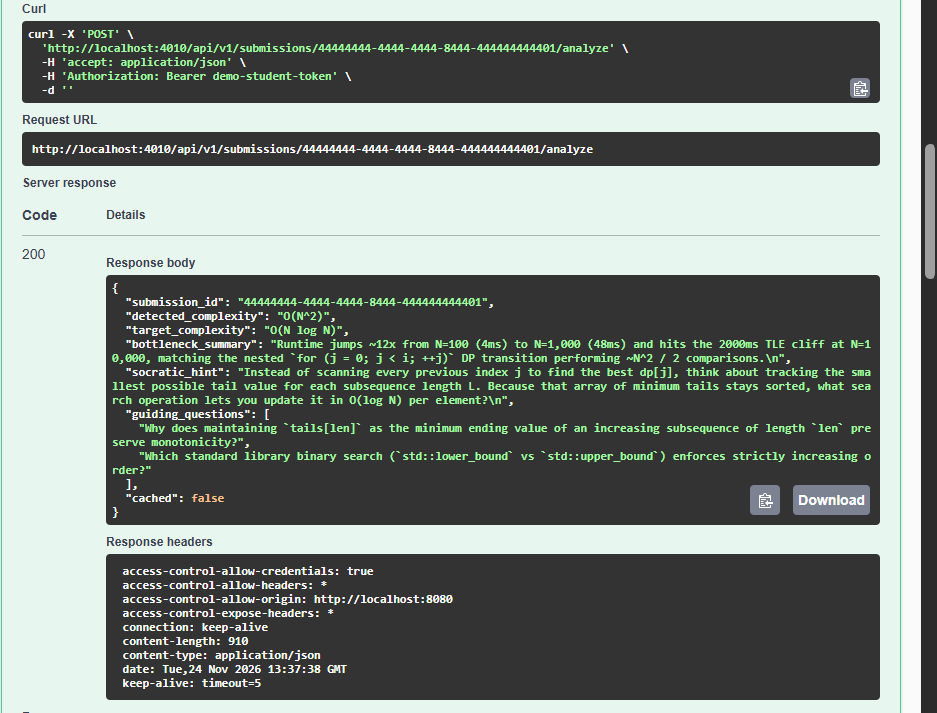 Curl
curl -X 'POST' \
  'http://localhost:4010/api/v1/submissions/44444444-4444-4444-8444-444444444401/analyze' \
  -H 'accept: application/json' \
  -H 'Authorization: Bearer demo-student-token' \
  -d ''
Request URL
http://localhost:4010/api/v1/submissions/44444444-4444-4444-8444-444444444401/analyze
Server response
Code Details
200
Response body
{
  "submission_id": "44444444-4444-4444-8444-444444444401",
  "detected_complexity": "O(N^2)",
  "target_complexity": "O(N log N)",
  "bottleneck_summary": "Runtime jumps ~12x from N=100 (4ms) to N=1,000 (48ms) and hits the 2000ms TLE cliff at N=1
0,000, matching the nested `for (j = 0; j < i; ++j)` DP transition performing ~N^2 / 2 comparisons.\n",
  "socratic_hint": "Instead of scanning every previous index j to find the best dp[j], think about tracking the sma
llest possible tail value for each subsequence length L. Because that array of minimum tails stays sorted, what sea
rch operation lets you update it in O(log N) per element?\n",
  "guiding_questions": [
    "Why does maintaining `tails[len]` as the minimum ending value of an increasing subsequence of length `len` pre
serve monotonicity?",
    "Which standard library binary search (`std::lower_bound` vs `std::upper_bound`) enforces strictly increasing o
rder?"
  ],
  "cached": false
}
Download
Response headers
access-control-allow-credentials: true
access-control-allow-headers: *
access-control-allow-origin: http://localhost:8080
access-control-expose-headers: *
connection: keep-alive
content-length: 910
content-type: application/json
date: Tue,24 Nov 2026 13:37:38 GMT
keep-alive: timeout=5